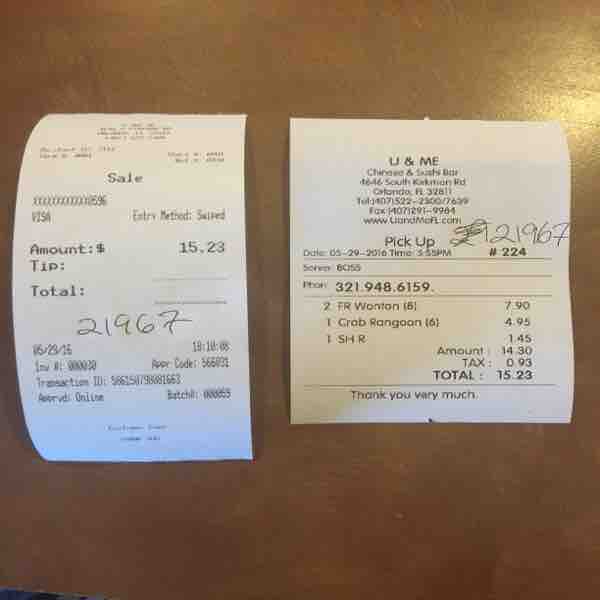 Sale
XXXXXXXXXXXX0596
VISA Entry Method: Swiped
Amount:$ 15.23
Tip:
Total:
21967
05/29/16 18:10:08
Inv #: 000030 Appr Code: 566031
Transaction ID: 586150798081663
Apprvd: Online Batch#: 000059
Customer Copy
THANK YOU
U & ME
Chinese & Sushi Bar
4646 South Kirkman Rd
Orlando, FL 32811
Tel:(407)522-2300/7639
Fax:(407)291-9984
www.UandMeFL.com
Pick Up
21967
# 224
Date: 05-29-2016 Time: 5:55PM
Server: BOSS
Phon: 321.948.6159.
2 FR Wonton (8) 7.90
1 Crab Rangoon (6) 4.95
1 SH R 1.45
Amount : 14.30
TAX : 0.93
TOTAL : 15.23
Thank you very much.